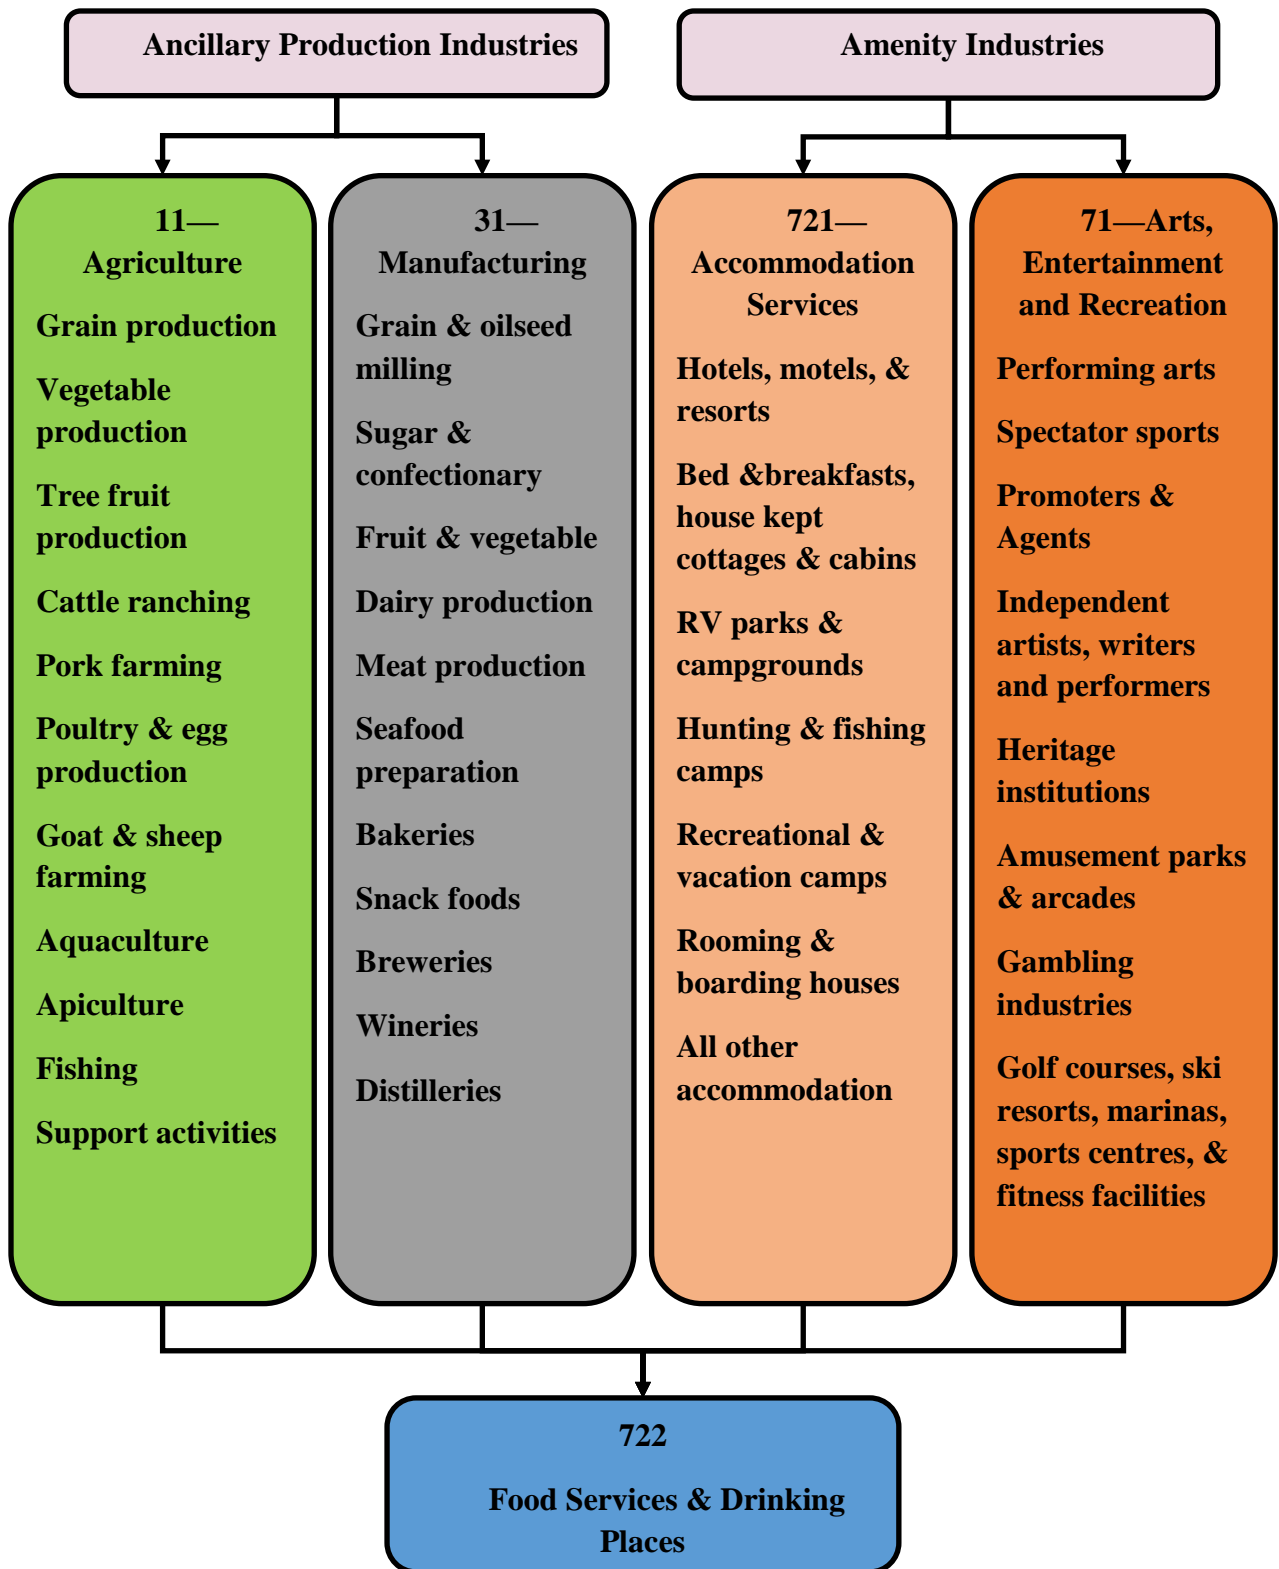 Ancillary Production Industries
Amenity Industries
11—
Agriculture
Grain production
Vegetable
production
Tree fruit
production
Cattle ranching
Pork farming
Poultry & egg
production
Goat & sheep
farming
Aquaculture
Apiculture
Fishing
Support activities
31—
Manufacturing
Grain & oilseed
milling
Sugar &
confectionary
Fruit & vegetable
Dairy production
Meat production
Seafood
preparation
Bakeries
Snack foods
Breweries
Wineries
Distilleries
721—
Accommodation
Services
Hotels, motels, &
resorts
Bed &breakfasts,
house kept
cottages & cabins
RV parks &
campgrounds
Hunting & fishing
camps
Recreational &
vacation camps
Rooming &
boarding houses
All other
accommodation
71—Arts,
Entertainment
and Recreation
Performing arts
Spectator sports
Promoters &
Agents
Independent
artists, writers
and performers
Heritage
institutions
Amusement parks
& arcades
Gambling
industries
Golf courses, ski
resorts, marinas,
sports centres, &
fitness facilities
722
Food Services & Drinking
Places